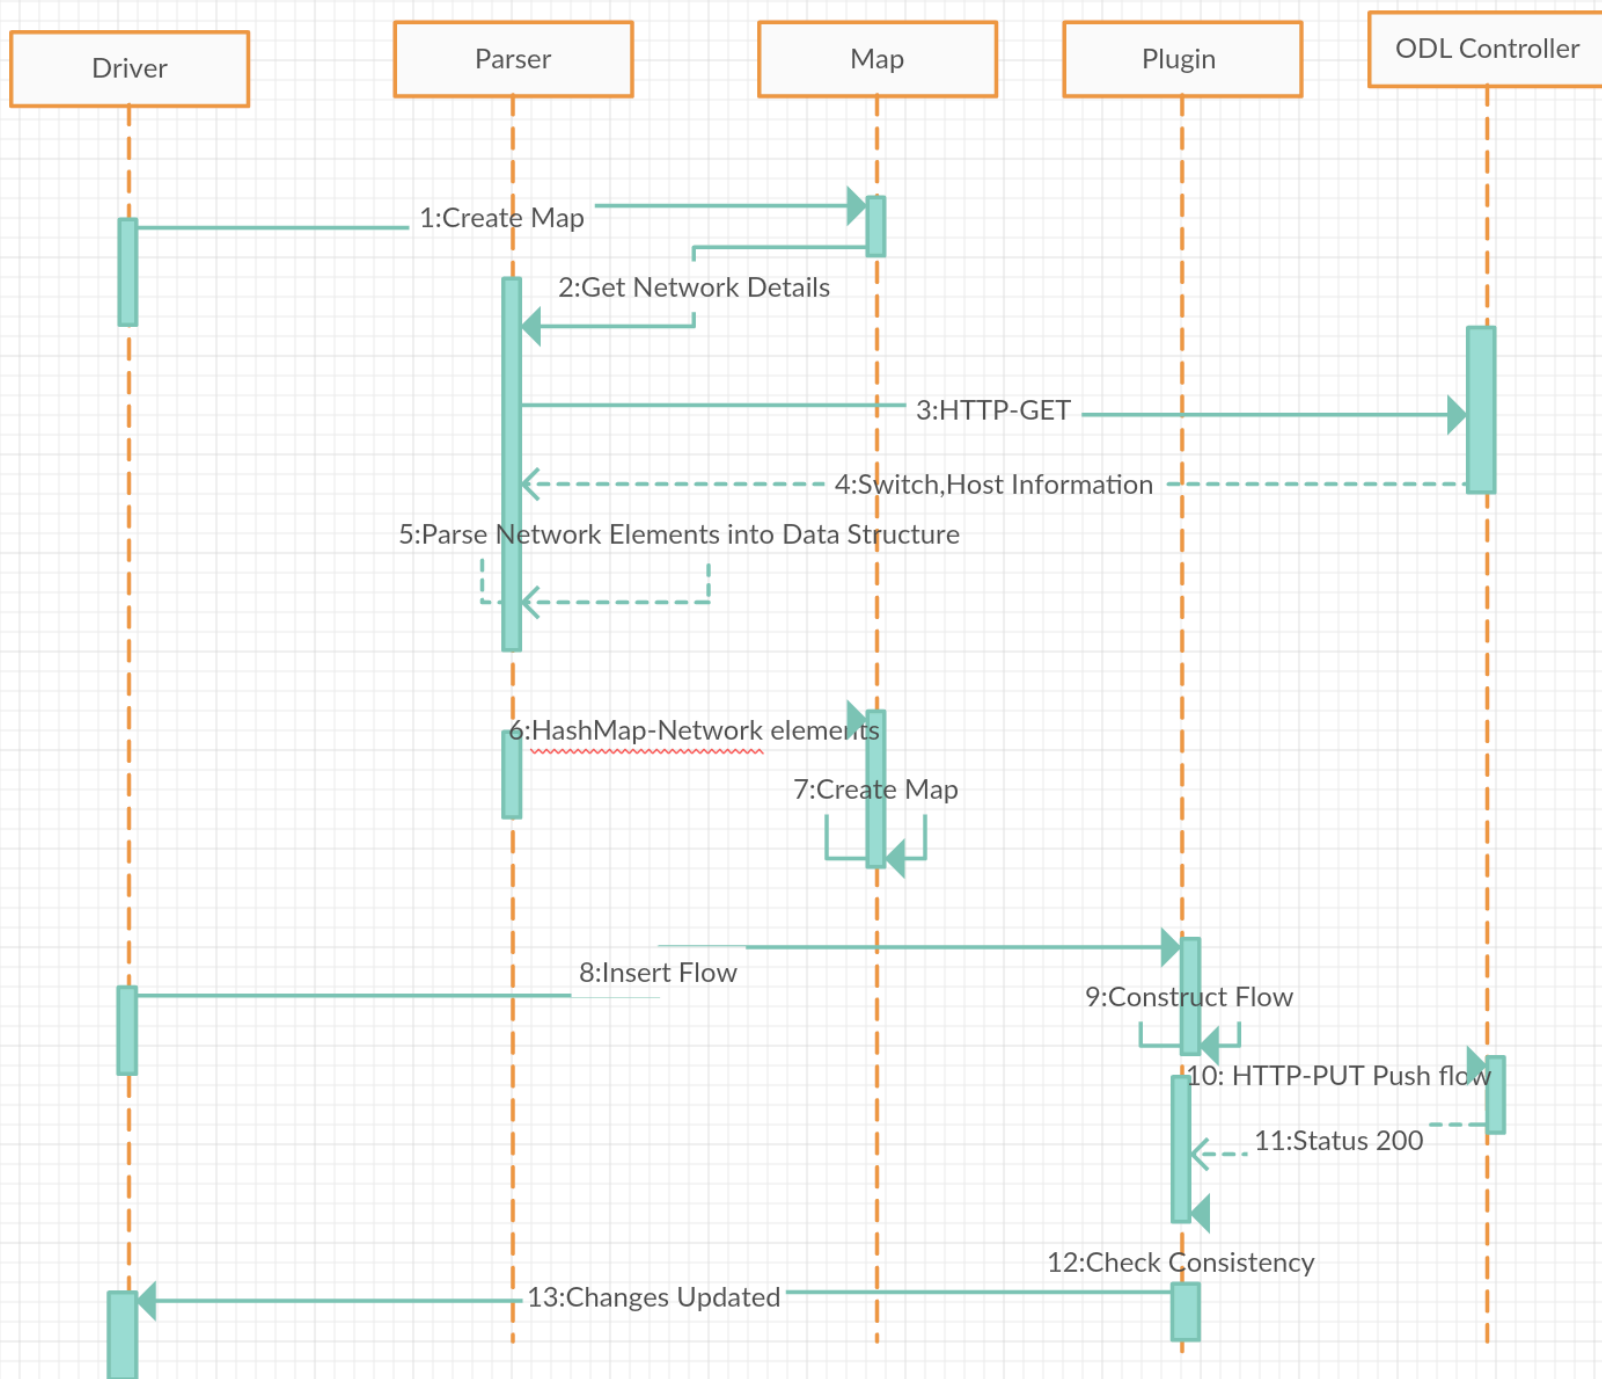 Driver
Parser
Map
Plugin
ODL Controller
1:Create Map
2:Get Network Details
3:HTTP-GET
4:Switch,Host Information
5:Parse Network Elements into Data Structure
6:HashMap-Network elements
7:Create Map
8:Insert Flow
9:Construct Flow
10: HTTP-PUT Push flow
11:Status 200
12:Check Consistency
13:Changes Updated